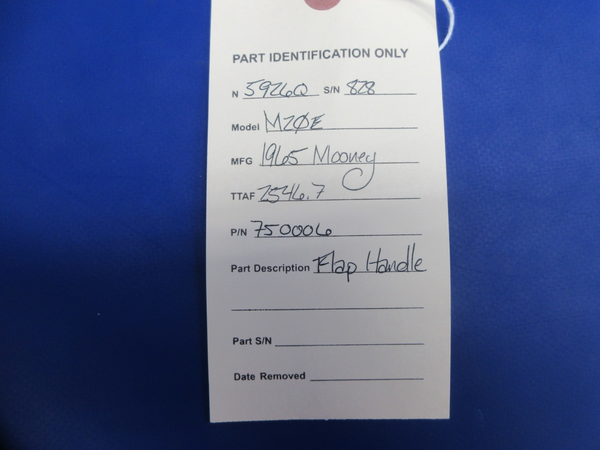 PART IDENTIFICATION ONLY
N 5926Q S/N 828
Model M20E
MFG 1965 Mooney
TTAF 2546.7
P/N 750006
Part Description Flap Handle
Part S/N
Date Removed